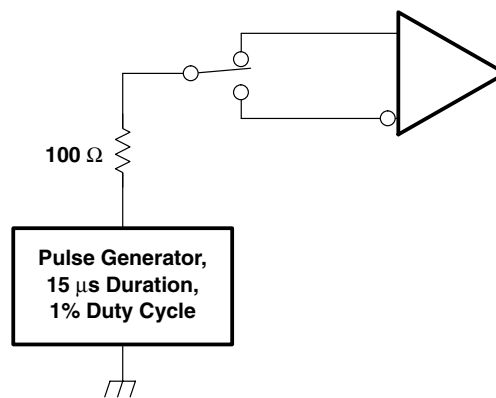 100 Ω
Pulse Generator,
15 μs Duration,
1% Duty Cycle